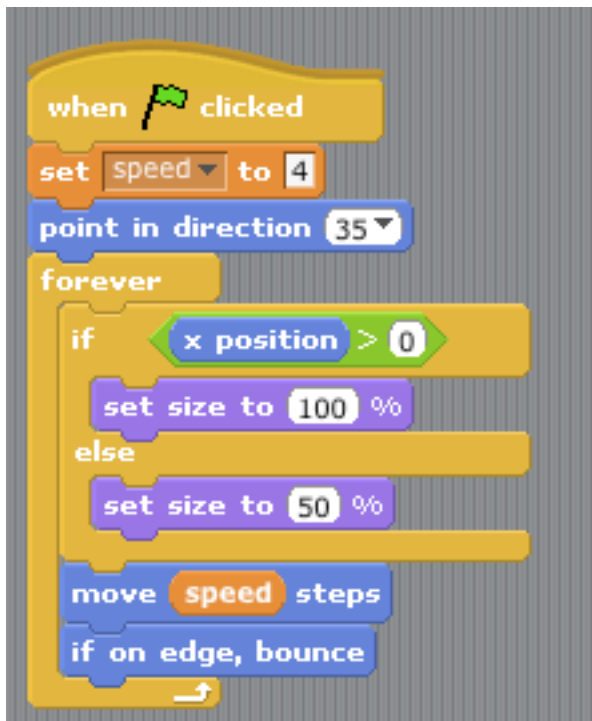 when clicked
set speed to 4
point in direction 35
forever
if x position > 0
set size to 100 %
else
set size to 50 %
move speed steps
if on edge, bounce